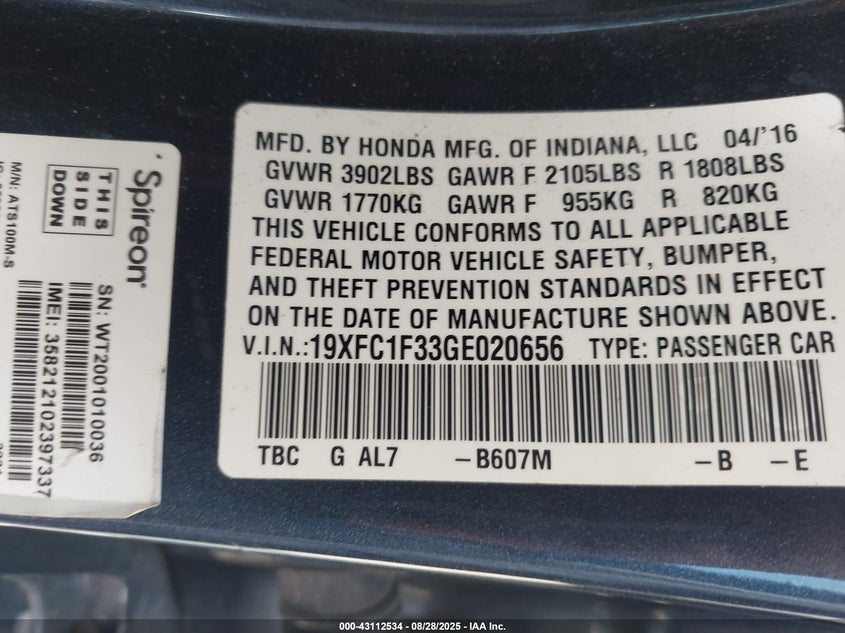 MFD. BY HONDA MFG. OF INDIANA, LLC 04/'16
GVWR 3902LBS GAWR F 2105LBS R 1808LBS
GVWR 1770KG GAWR F 955KG R 820KG
THIS VEHICLE CONFORMS TO ALL APPLICABLE
FEDERAL MOTOR VEHICLE SAFETY, BUMPER,
AND THEFT PREVENTION STANDARDS IN EFFECT
ON THE DATE OF MANUFACTURE SHOWN ABOVE.
V.I.N.:19XFC1F33GE020656 TYPE: PASSENGER CAR
TBC G AL7 -B607M -B -E
Spireon
THIS
SIDE
DOWN
SN: WT2001010036
IMEI: 358212102397337
M/N: ATS100M-S
000-43112534 - 08/28/2025 - IAA Inc.